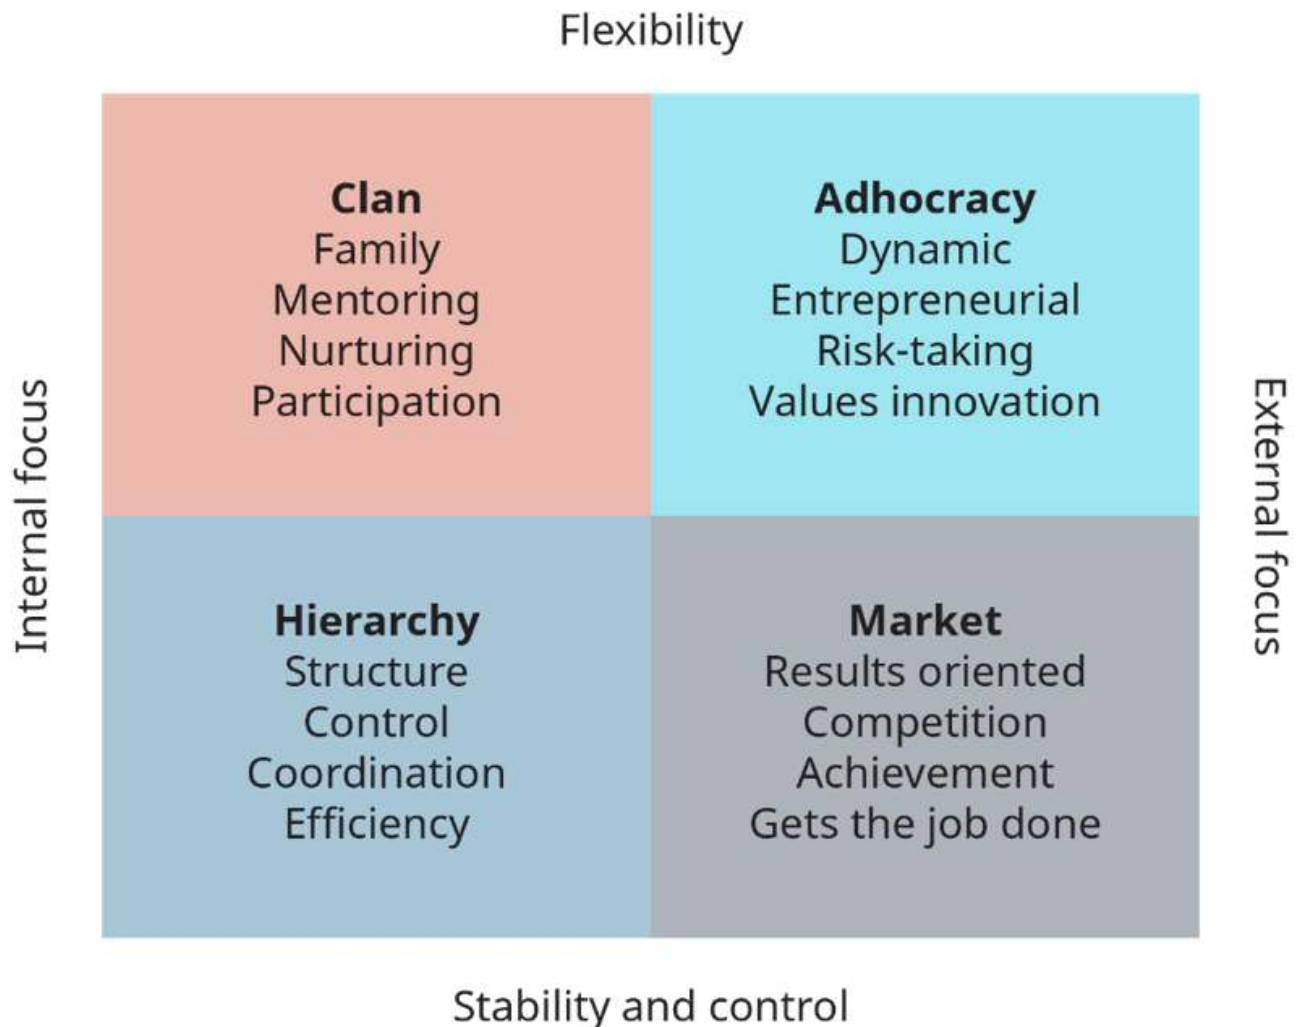 Flexibility
Clan
Family
Mentoring
Nurturing
Participation
Adhocracy
Dynamic
Entrepreneurial
Risk-taking
Values innovation
Internal focus
External focus
Hierarchy
Structure
Control
Coordination
Efficiency
Market
Results oriented
Competition
Achievement
Gets the job done
Stability and control